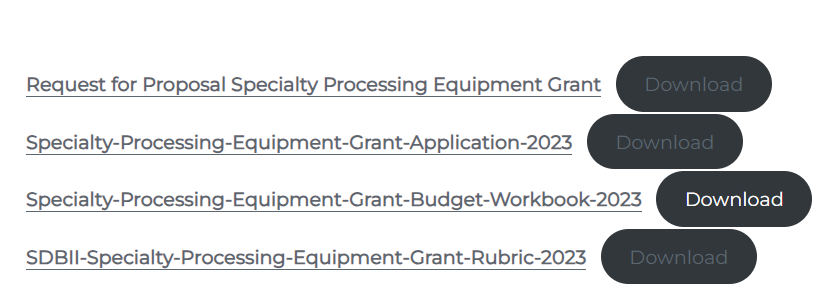 Request for Proposal Specialty Processing Equipment Grant Download
Specialty-Processing-Equipment-Grant-Application-2023 Download
Specialty-Processing-Equipment-Grant-Budget-Workbook-2023 Download
SDBII-Specialty-Processing-Equipment-Grant-Rubric-2023 Download